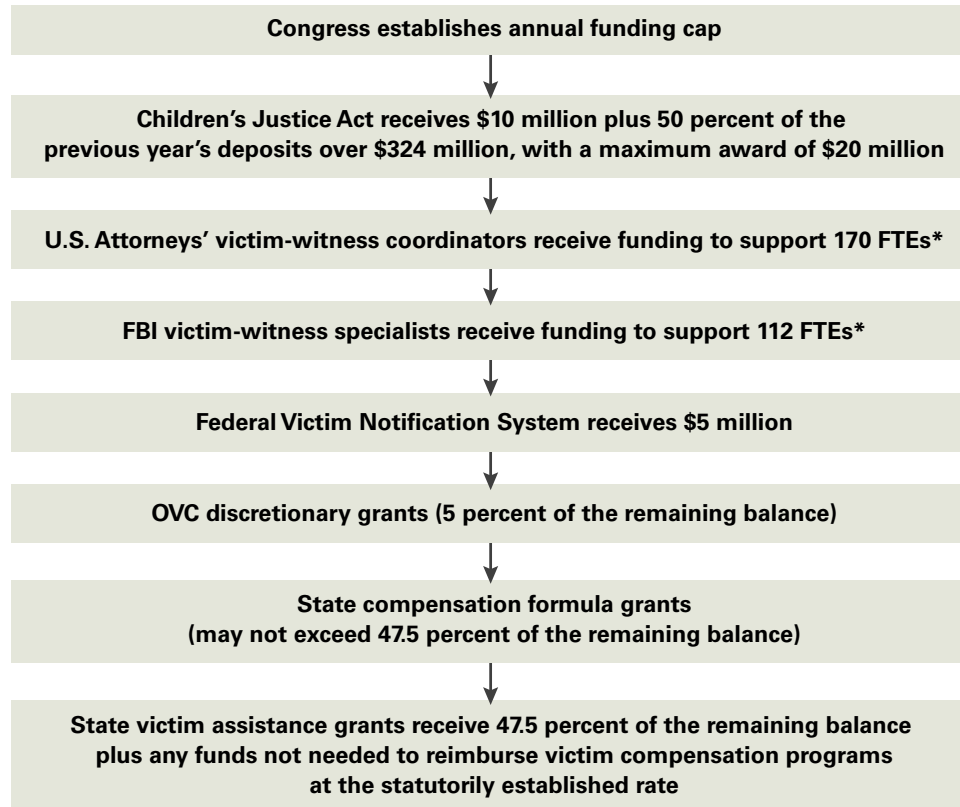 Congress establishes annual funding cap
Children’s Justice Act receives $10 million plus 50 percent of the
previous year’s deposits over $324 million, with a maximum award of $20 million
U.S. Attorneys’ victim-witness coordinators receive funding to support 170 FTEs*
FBI victim-witness specialists receive funding to support 112 FTEs*
Federal Victim Notification System receives $5 million
OVC discretionary grants (5 percent of the remaining balance)
State compensation formula grants
(may not exceed 47.5 percent of the remaining balance)
State victim assistance grants receive 47.5 percent of the remaining balance
plus any funds not needed to reimburse victim compensation programs
at the statutorily established rate